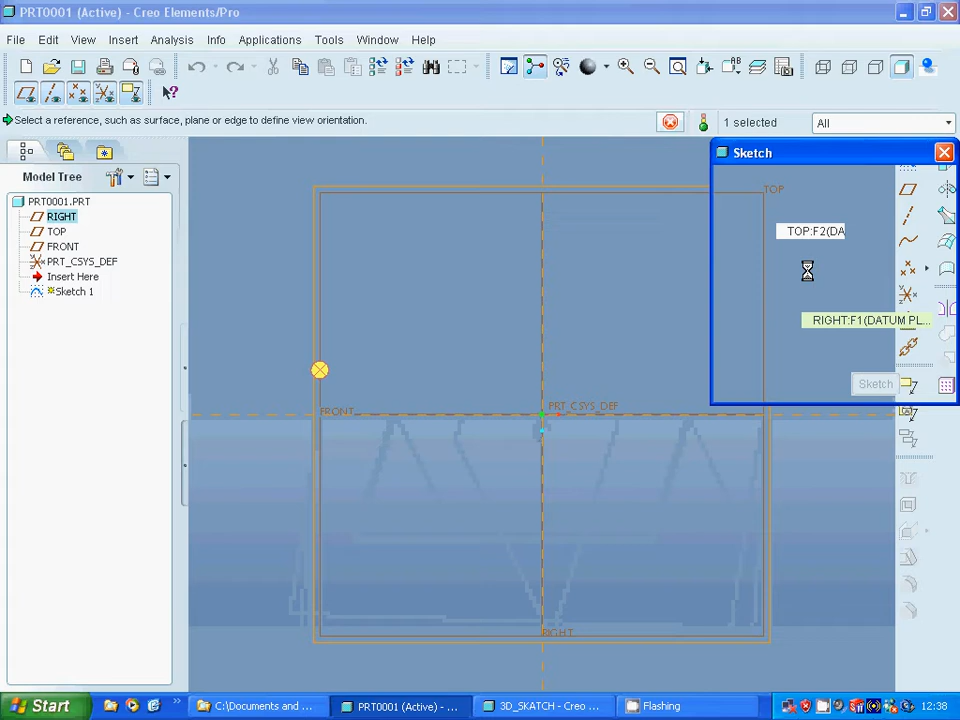 PRT0001 (Active) - Creo Elements/Pro
File Edit View Insert Analysis Info Applications Tools Window Help
Select a reference, such as surface, plane or edge to define view orientation.
1 selected
All
Model Tree
PRT0001.PRT
RIGHT
TOP
FRONT
PRT_CSYS_DEF
Insert Here
Sketch 1
Sketch
TOP
TOP:F2(DA
RIGHT:F1(DATUM PL...
Sketch
FRONT
PRT_CSYS_DEF
RIGHT
Start
C:\Documents and ...
PRT0001 (Active) - ...
3D_SKATCH - Creo ...
Flashing
12:38